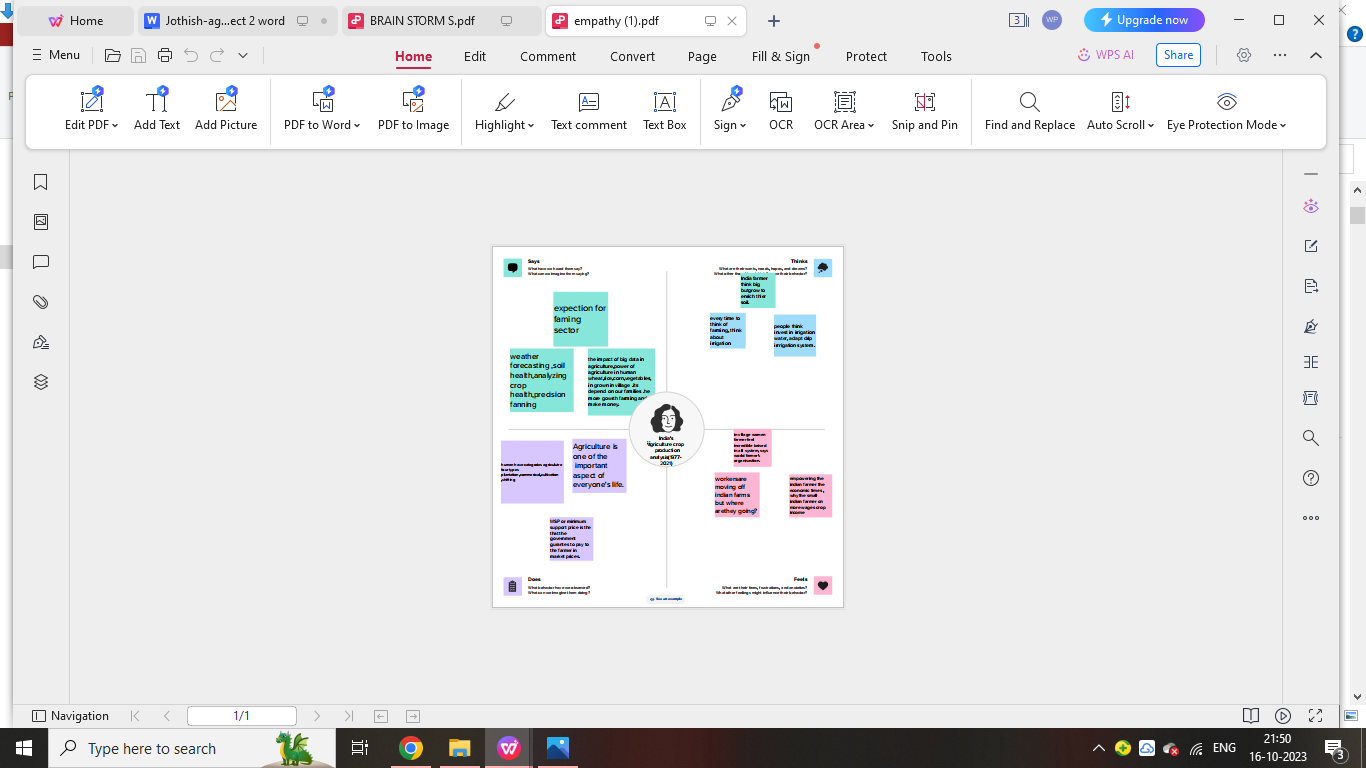 Home
Jothish-ag...ect 2 word
BRAIN STORM S.pdf
empathy (1).pdf
3
WP
Upgrade now
Menu
Home
Edit
Comment
Convert
Page
Fill & Sign
Protect
Tools
WPS AI
Share
Edit PDF
Add Text
Add Picture
PDF to Word
PDF to Image
Highlight
Text comment
Text Box
Sign
OCR
OCR Area
Snip and Pin
Find and Replace
Auto Scroll
Eye Protection Mode
Says
What have we heard them say?
What can we imagine them saying?
Thinks
What are their wants, needs, hopes, and dreams?
their behavior?
expection for
faming
sector
weather
forecasting ,soil
health,analyzing
crop
health,precision
fanning
the impact of big data in
agriculture,power of
agriculture in human
wheat,rice,corn,vegetables,
in grown in village .its
depend on our families .he
more growth farming and
make money.
India farmer
think big
butgrow to
enrich thier
soil.
every time to
think of
farming, think
about
irrigation
people think
invest in irrigation
water, adapt drip
irrigation system.
India's
agriculture crop
production
analysis(1977-
2021)
Agriculture is
one of the
important
aspect of
everyone's life.
MSP or minimum
support price is the
that the
government
gurantes to pay to
the farmer in
market prices.
workersare
moving off
indian farms
but where
arethey going?
empowering the
indian farmer the
economic times,
why the small
indian farmer on
more wages crop
income
Does
What behavior have we observed?
What can we imagine them doing?
Feels
What are their fears, frustrations, and anxieties?
What other feelings might influence their behavior?
See an example
Navigation
1/1
Type here to search
ENG
21:50
16-10-2023
3